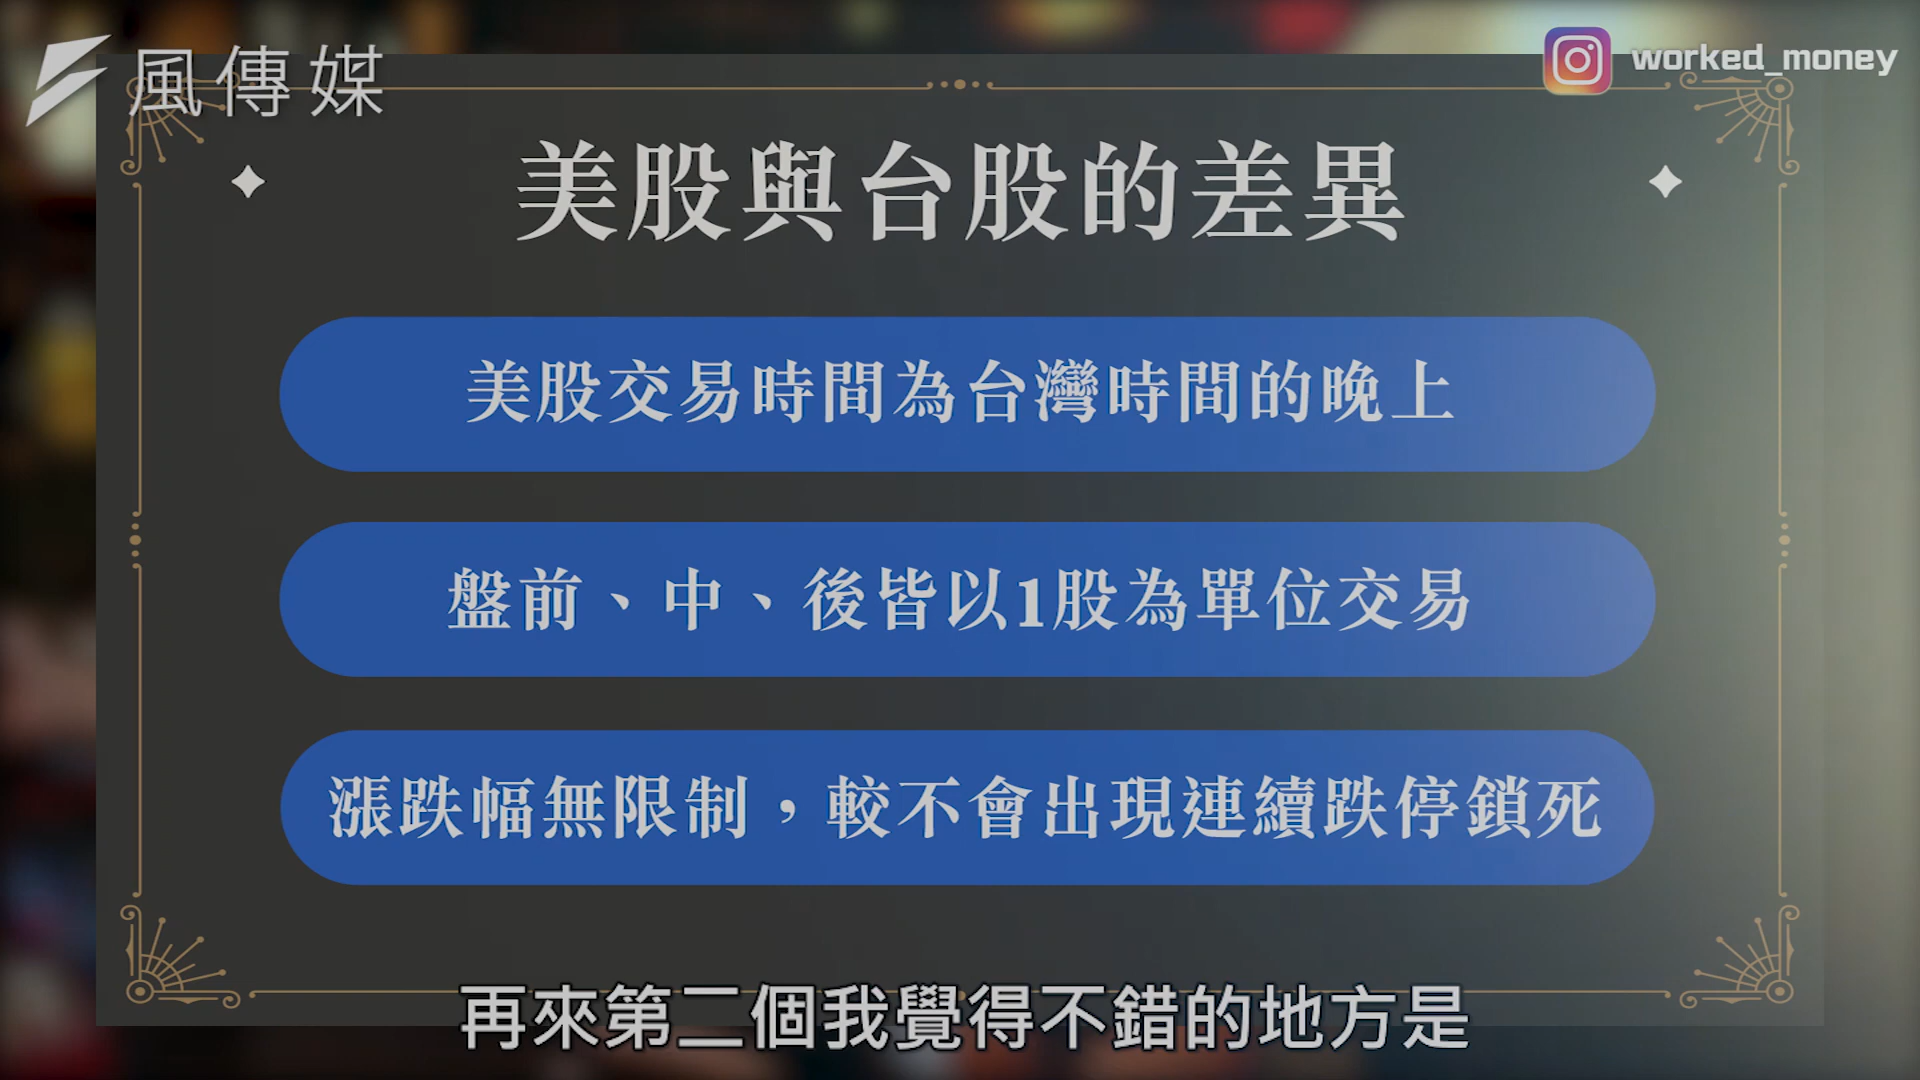 風傳媒
worked_money
美股與台股的差異
美股交易時間為台灣時間的晚上
盤前、中、後皆以1股為單位交易
漲跌幅無限制，較不會出現連續跌停鎖死
再來第二個我覺得不錯的地方是